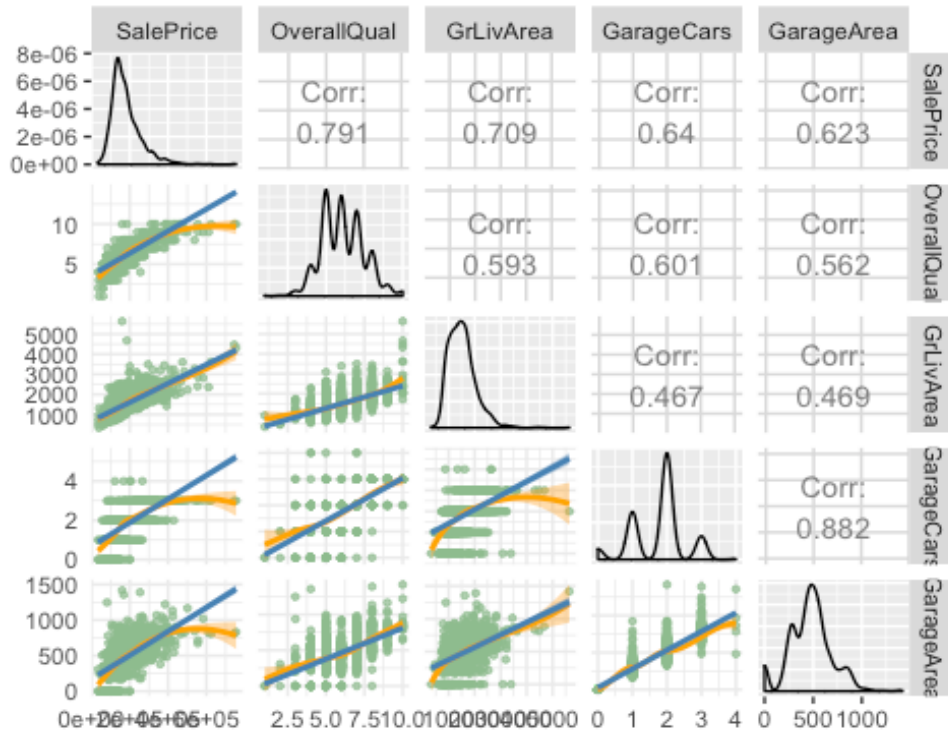 SalePrice OverallQual GrLivArea GarageCars GarageArea
8e-06
6e-06
4e-06
2e-06
0e+00
Corr:
0.791
Corr:
0.709
Corr:
0.64
Corr:
0.623
SalePrice
10
5
Corr:
0.593
Corr:
0.601
Corr:
0.562
OverallQual
5000
4000
3000
2000
1000
Corr:
0.467
Corr:
0.469
GrLivArea
4
2
0
Corr:
0.882
GarageCars
1500
1000
500
0
GarageArea
2.5 5.0 7.5 10.0
0 1 2 3 4
0 500 1000